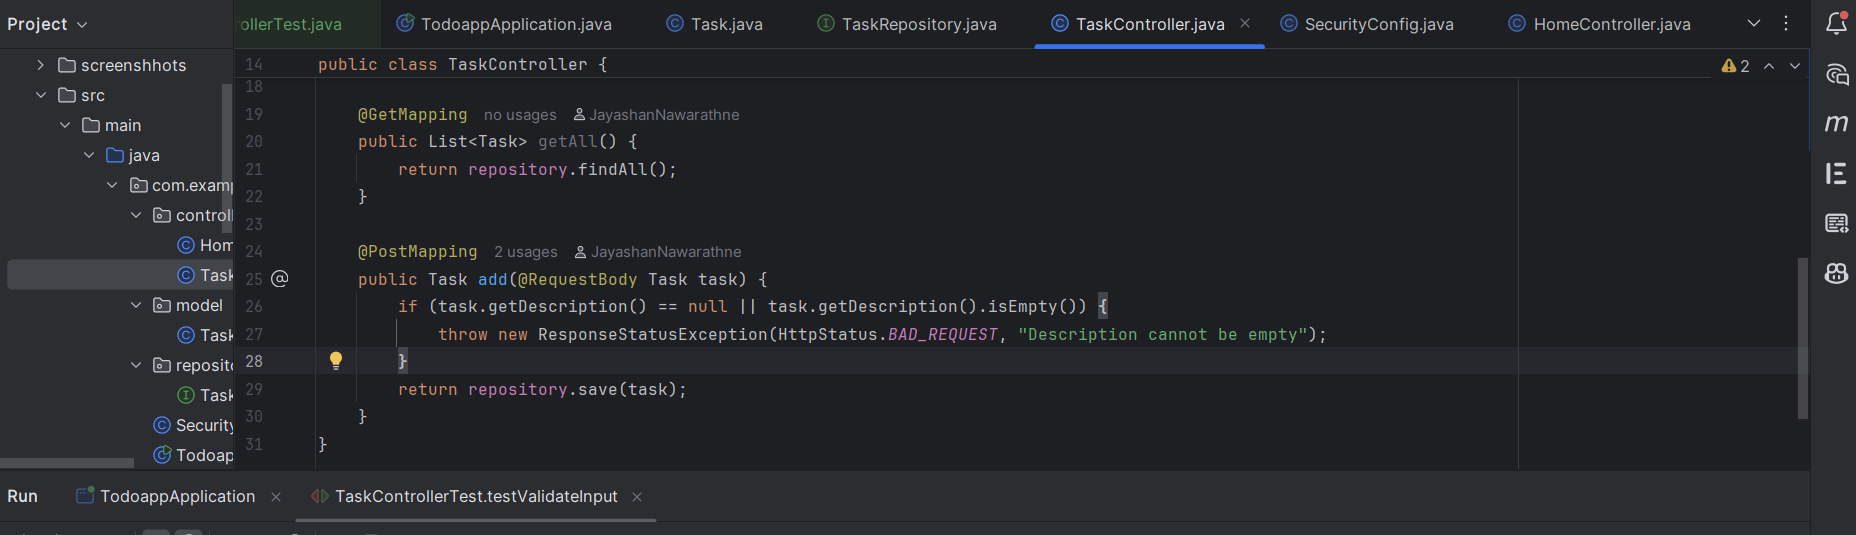 Project
ollerTest.java
TodoappApplication.java
Task.java
TaskRepository.java
TaskController.java
SecurityConfig.java
HomeController.java
screenshhots
src
main
java
com.examp
controll
Hom
Task
model
Task
reposito
Task
Security
Todoap
14 public class TaskController {
2
18
19 @GetMapping no usages JayashanNawarathne
20 public List<Task> getAll() {
21 return repository.findAll();
22 }
23
24 @PostMapping 2 usages JayashanNawarathne
25 public Task add(@RequestBody Task task) {
26 if (task.getDescription() == null || task.getDescription().isEmpty()) {
27 throw new ResponseStatusException(HttpStatus.BAD_REQUEST, "Description cannot be empty");
28 }
29 return repository.save(task);
30 }
31 }
Run
TodoappApplication
TaskControllerTest.testValidateInput